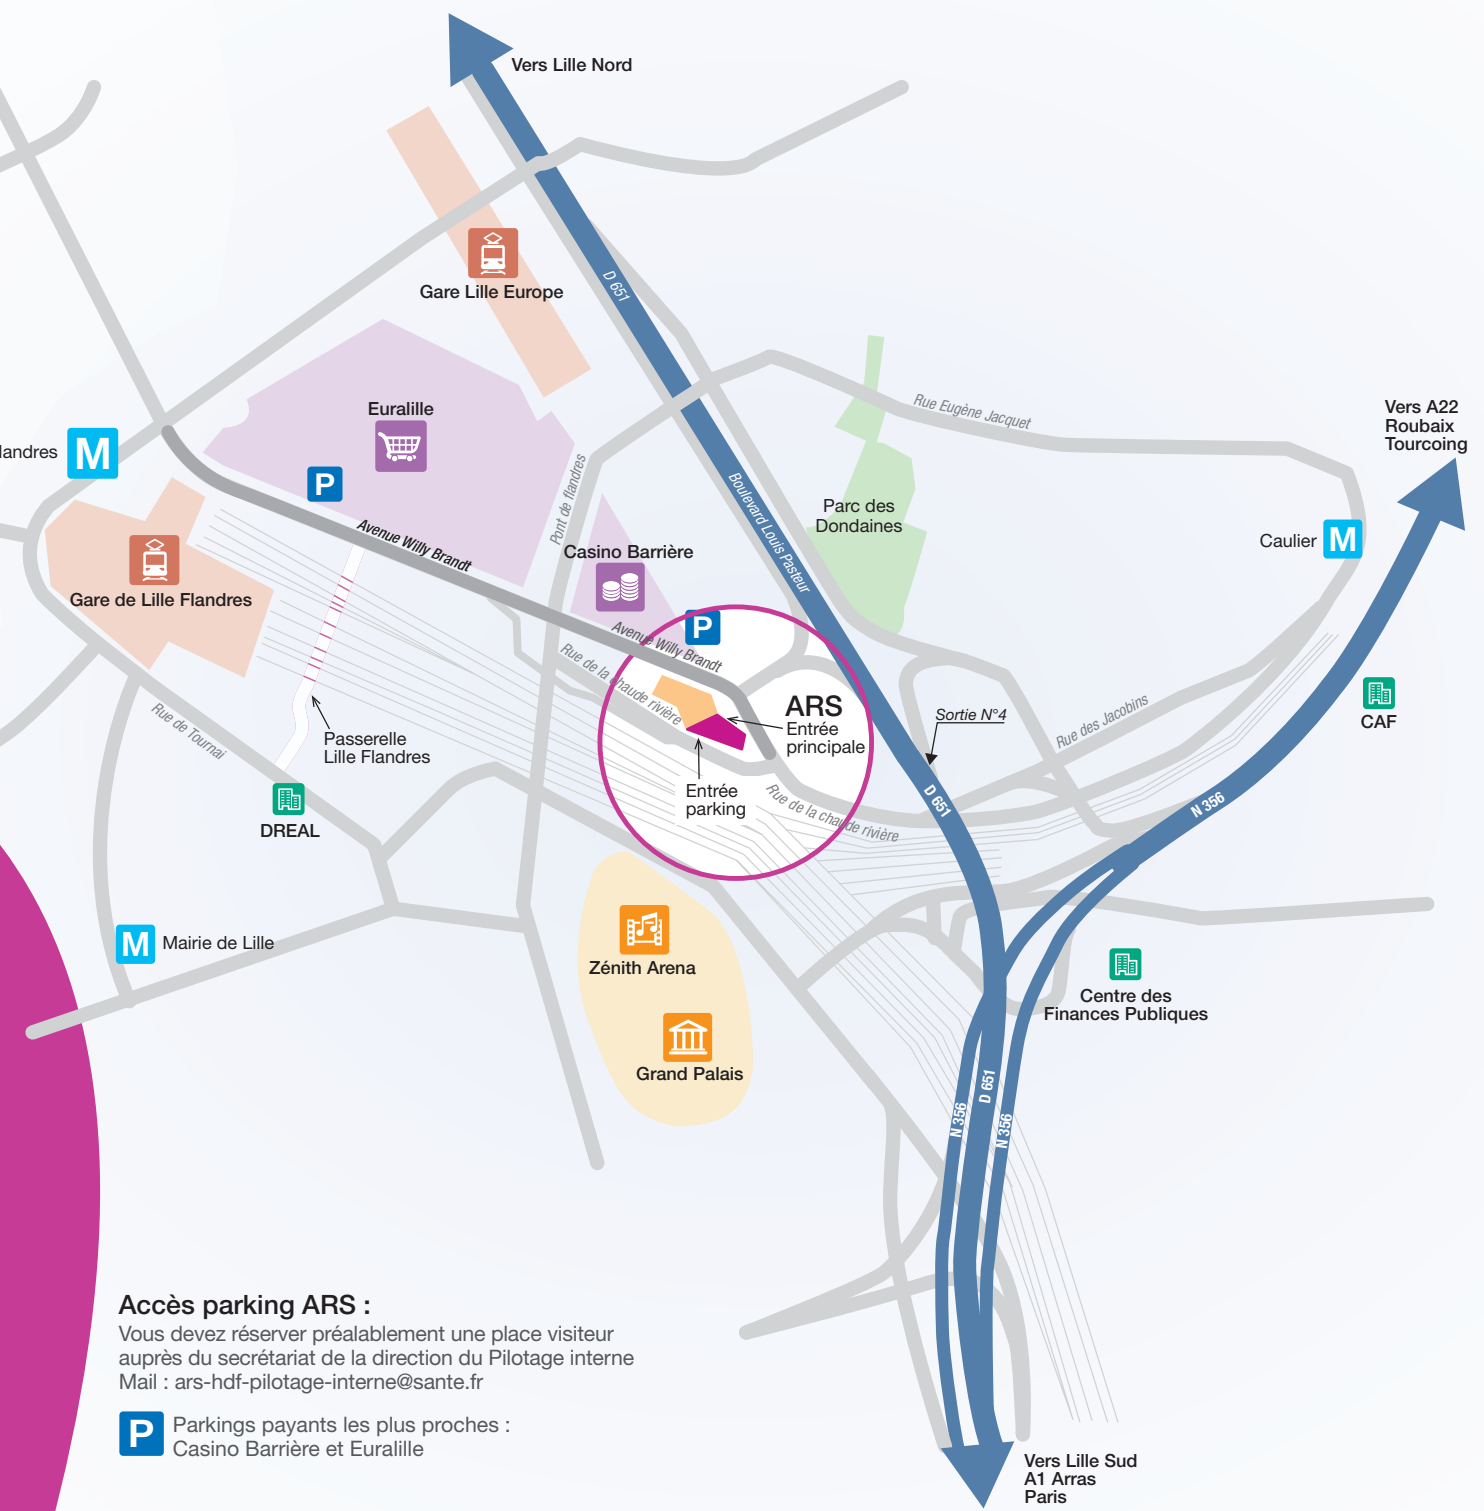 Vers Lille Nord
D 651
Gare Lille Europe
Euralille
Rue Eugène Jacquet
Vers A22
Roubaix
Tourcoing
landres
M
P
Pont de flandres
Boulevard Louis Pasteur
Parc des
Dondaines
Avenue Willy Brandt
Casino Barrière
Caulier
M
Gare de Lille Flandres
P
Avenue Willy Brandt
Rue de la chaude rivière
ARS
Entrée
principale
Sortie N°4
Rue des Jacobins
CAF
Rue de Tournai
Passerelle
Lille Flandres
Entrée
parking
Rue de la chaude rivière
D 651
N 356
DREAL
M
Mairie de Lille
Zénith Arena
Centre des
Finances Publiques
Grand Palais
N 356
D 651
N 356
Accès parking ARS :
Vous devez réserver préalablement une place visiteur
auprès du secrétariat de la direction du Pilotage interne
Mail : ars-hdf-pilotage-interne@sante.fr
P
Parkings payants les plus proches :
Casino Barrière et Euralille
Vers Lille Sud
A1 Arras
Paris